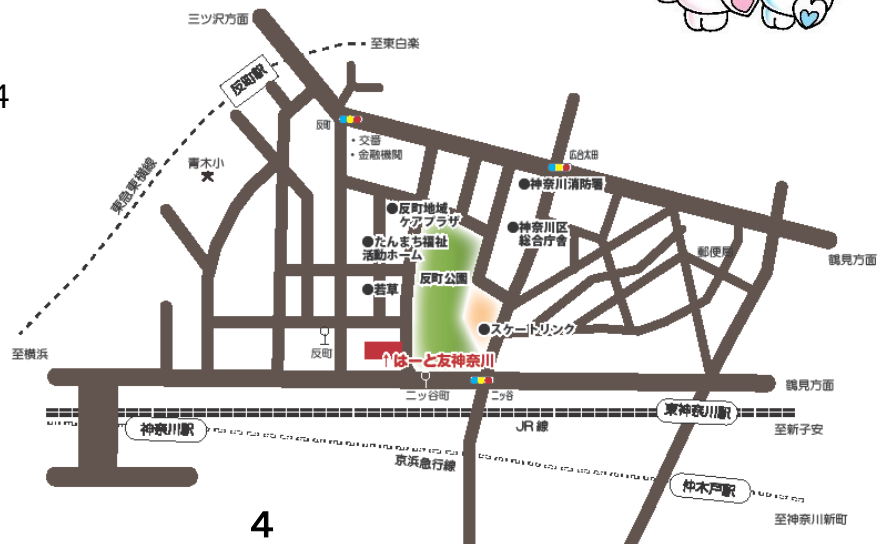 三ツ沢方面
至東白楽
反町駅
4
反町
・交番
・金融機関
広台太田
青木小
東急東横線
●神奈川消防署
●反町地域
ケアプラザ
●神奈川区
総合庁舎
●たんまち福祉
活動ホーム
郵便局
鶴見方面
反町公園
●若草
●スケートリンク
至横浜
反町
↑はーと友神奈川
鶴見方面
二ッ谷町
二ッ谷
東神奈川駅
神奈川駅
JR線
至新子安
京浜急行線
仲木戸駅
至神奈川新町
4